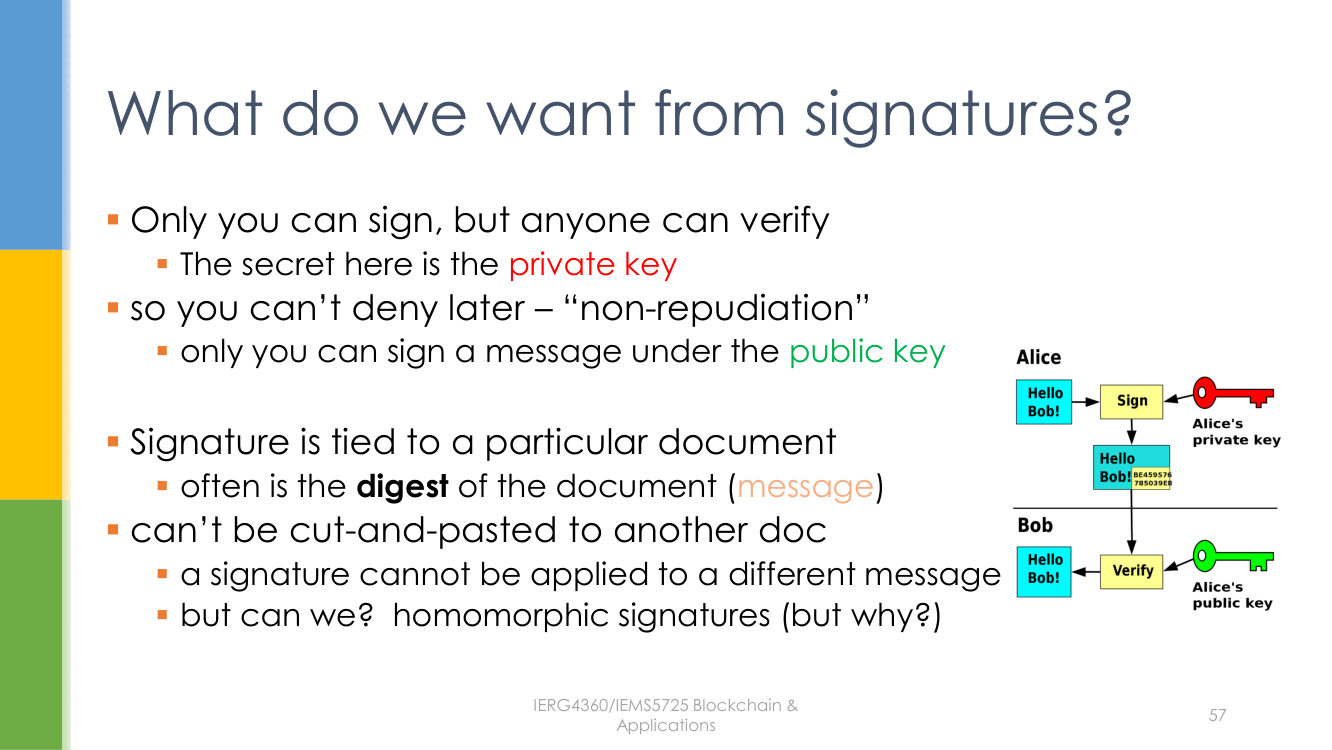 What do we want from signatures?
▪ Only you can sign, but anyone can verify
▪ The secret here is the private key
▪ so you can’t deny later – “non-repudiation”
▪ only you can sign a message under the public key
▪ Signature is tied to a particular document
▪ often is the digest of the document (message)
▪ can’t be cut-and-pasted to another doc
▪ a signature cannot be applied to a different message
▪ but can we?  homomorphic signatures (but why?)
Alice
Hello
Bob!
Sign
Alice's
private key
Hello
Bob!
BE459576
785039E8
Bob
Hello
Bob!
Verify
Alice's
public key
IERG4360/IEMS5725 Blockchain &
Applications
57